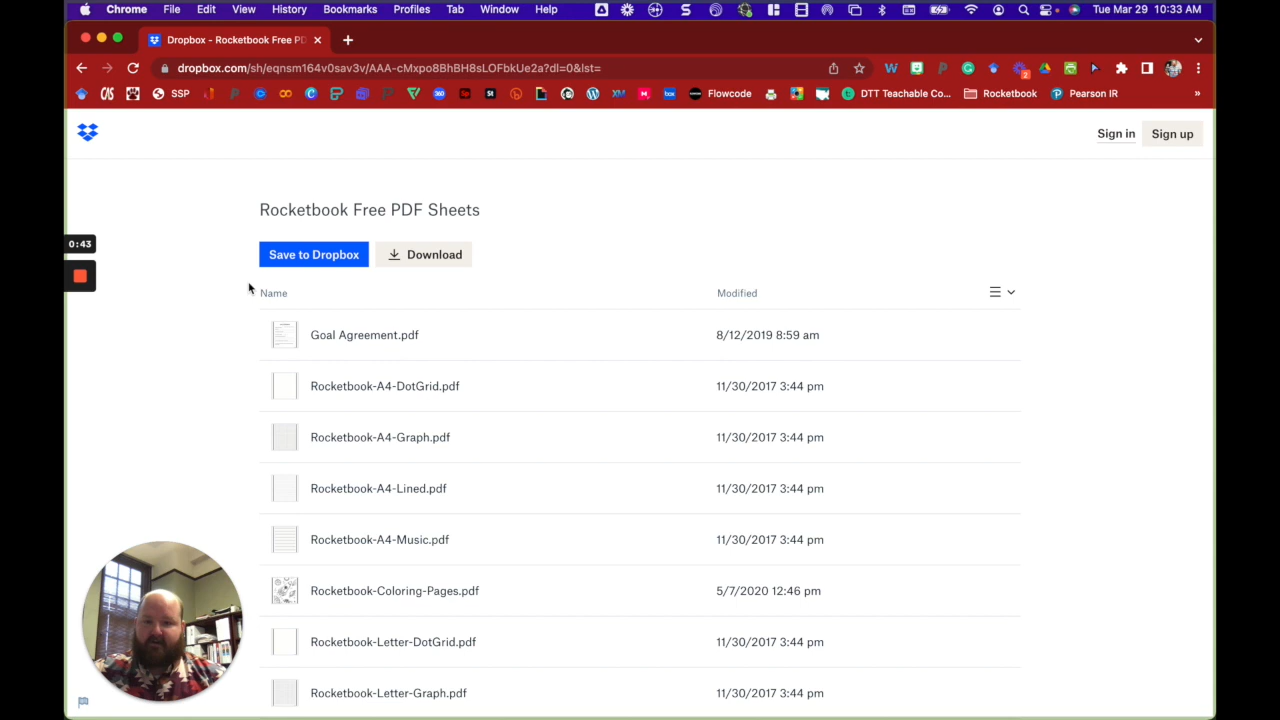 Chrome File Edit View History Bookmarks Profiles Tab Window Help Tue Mar 29 10:33 AM
Dropbox - Rocketbook Free PD
dropbox.com/sh/eqnsm164v0sav3v/AAA-cMxpo8BhBH8sLOFbkUe2a?dl=0&lst=
SSP Flowcode DTT Teachable Co... Rocketbook Pearson IR
Sign in Sign up
Rocketbook Free PDF Sheets
0:43
Save to Dropbox Download
Name Modified
Goal Agreement.pdf 8/12/2019 8:59 am
Rocketbook-A4-DotGrid.pdf 11/30/2017 3:44 pm
Rocketbook-A4-Graph.pdf 11/30/2017 3:44 pm
Rocketbook-A4-Lined.pdf 11/30/2017 3:44 pm
Rocketbook-A4-Music.pdf 11/30/2017 3:44 pm
Rocketbook-Coloring-Pages.pdf 5/7/2020 12:46 pm
Rocketbook-Letter-DotGrid.pdf 11/30/2017 3:44 pm
Rocketbook-Letter-Graph.pdf 11/30/2017 3:44 pm